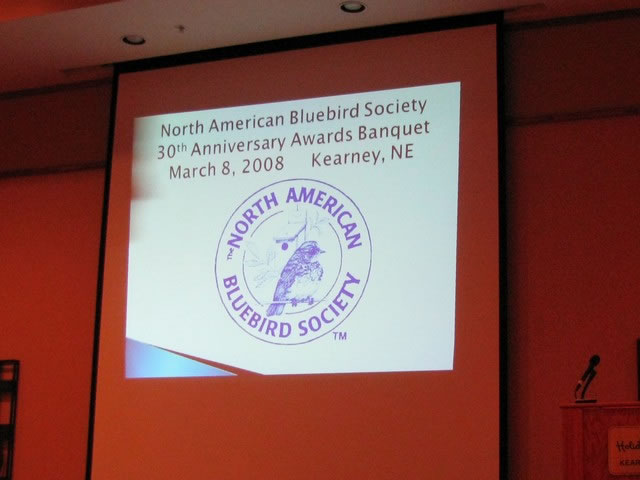 North American Bluebird Society
30th Anniversary Awards Banquet
March 8, 2008 Kearney, NE
The NORTH AMERICAN
BLUEBIRD SOCIETY
TM